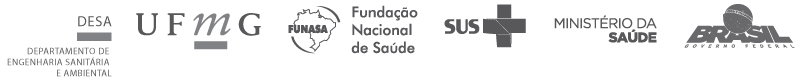 DESA
DEPARTAMENTO DE
ENGENHARIA SANITÁRIA
E AMBIENTAL
UFmG
FUNASA
Fundação
Nacional
de Saúde
SUS
MINISTÉRIO DA
SAÚDE
BRASIL
GOVERNO FEDERAL